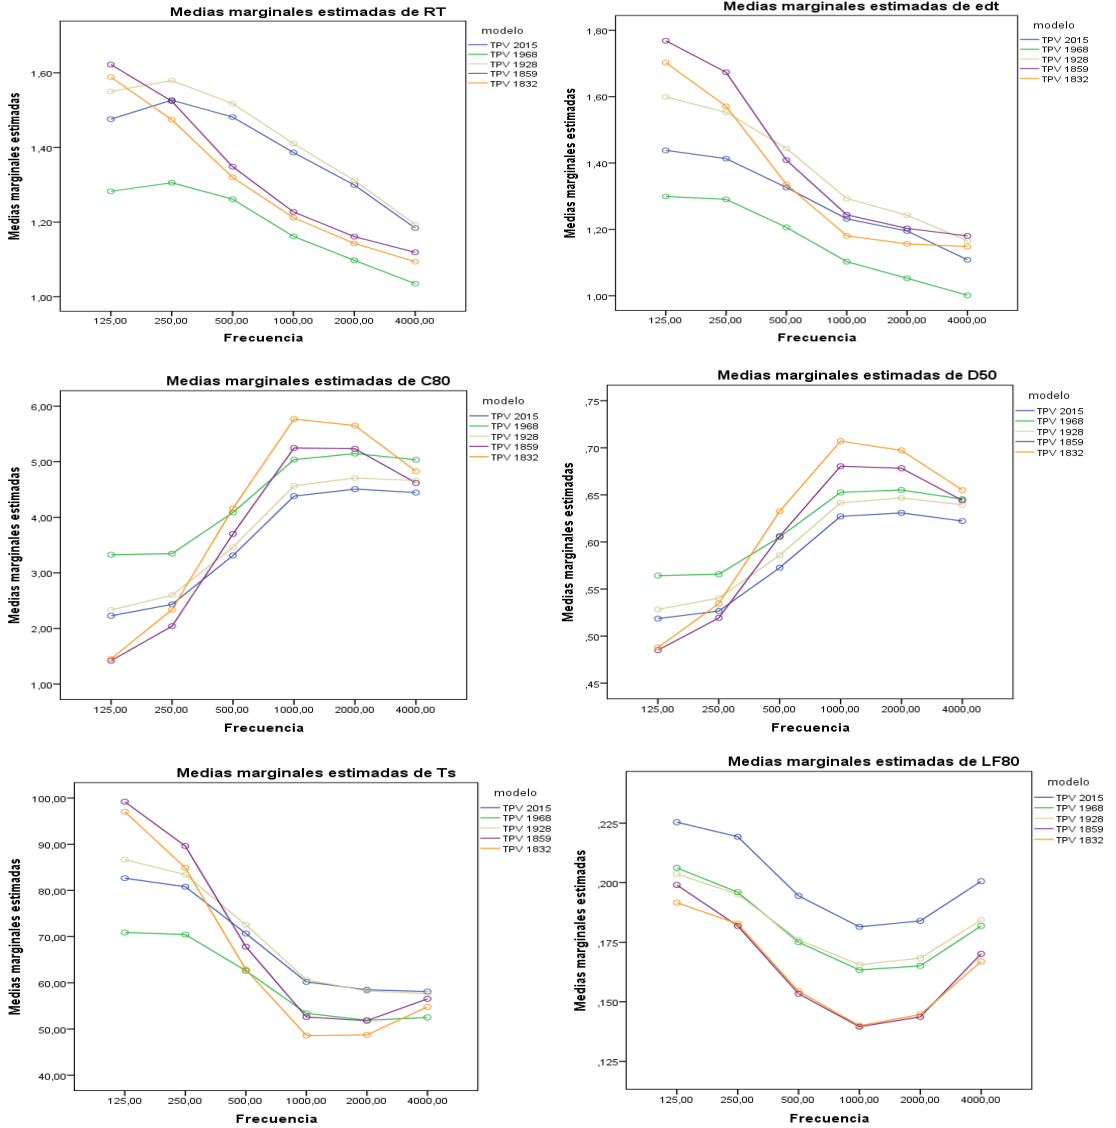 Medias marginales estimadas de RT
modelo
TPV 2015
TPV 1968
TPV 1928
TPV 1859
TPV 1832
Medias marginales estimadas
1,60
1,40
1,20
1,00
125,00 250,00 500,00 1000,00 2000,00 4000,00
Frecuencia
Medias marginales estimadas de edt
modelo
TPV 2015
TPV 1968
TPV 1928
TPV 1859
TPV 1832
Medias marginales estimadas
1,80
1,60
1,40
1,20
1,00
125,00 250,00 500,00 1000,00 2000,00 4000,00
Frecuencia
Medias marginales estimadas de C80
modelo
TPV 2015
TPV 1968
TPV 1928
TPV 1859
TPV 1832
Medias marginales estimadas
6,00
5,00
4,00
3,00
2,00
1,00
125,00 250,00 500,00 1000,00 2000,00 4000,00
Frecuencia
Medias marginales estimadas de D50
modelo
TPV 2015
TPV 1968
TPV 1928
TPV 1859
TPV 1832
Medias marginales estimadas
,75
,70
,65
,60
,55
,50
,45
125,00 250,00 500,00 1000,00 2000,00 4000,00
Frecuencia
Medias marginales estimadas de Ts
modelo
TPV 2015
TPV 1968
TPV 1928
TPV 1859
TPV 1832
Medias marginales estimadas
100,00
90,00
80,00
70,00
60,00
50,00
40,00
125,00 250,00 500,00 1000,00 2000,00 4000,00
Frecuencia
Medias marginales estimadas de LF80
modelo
TPV 2015
TPV 1968
TPV 1928
TPV 1859
TPV 1832
Medias marginales estimadas
,225
,200
,175
,150
,125
125,00 250,00 500,00 1000,00 2000,00 4000,00
Frecuencia